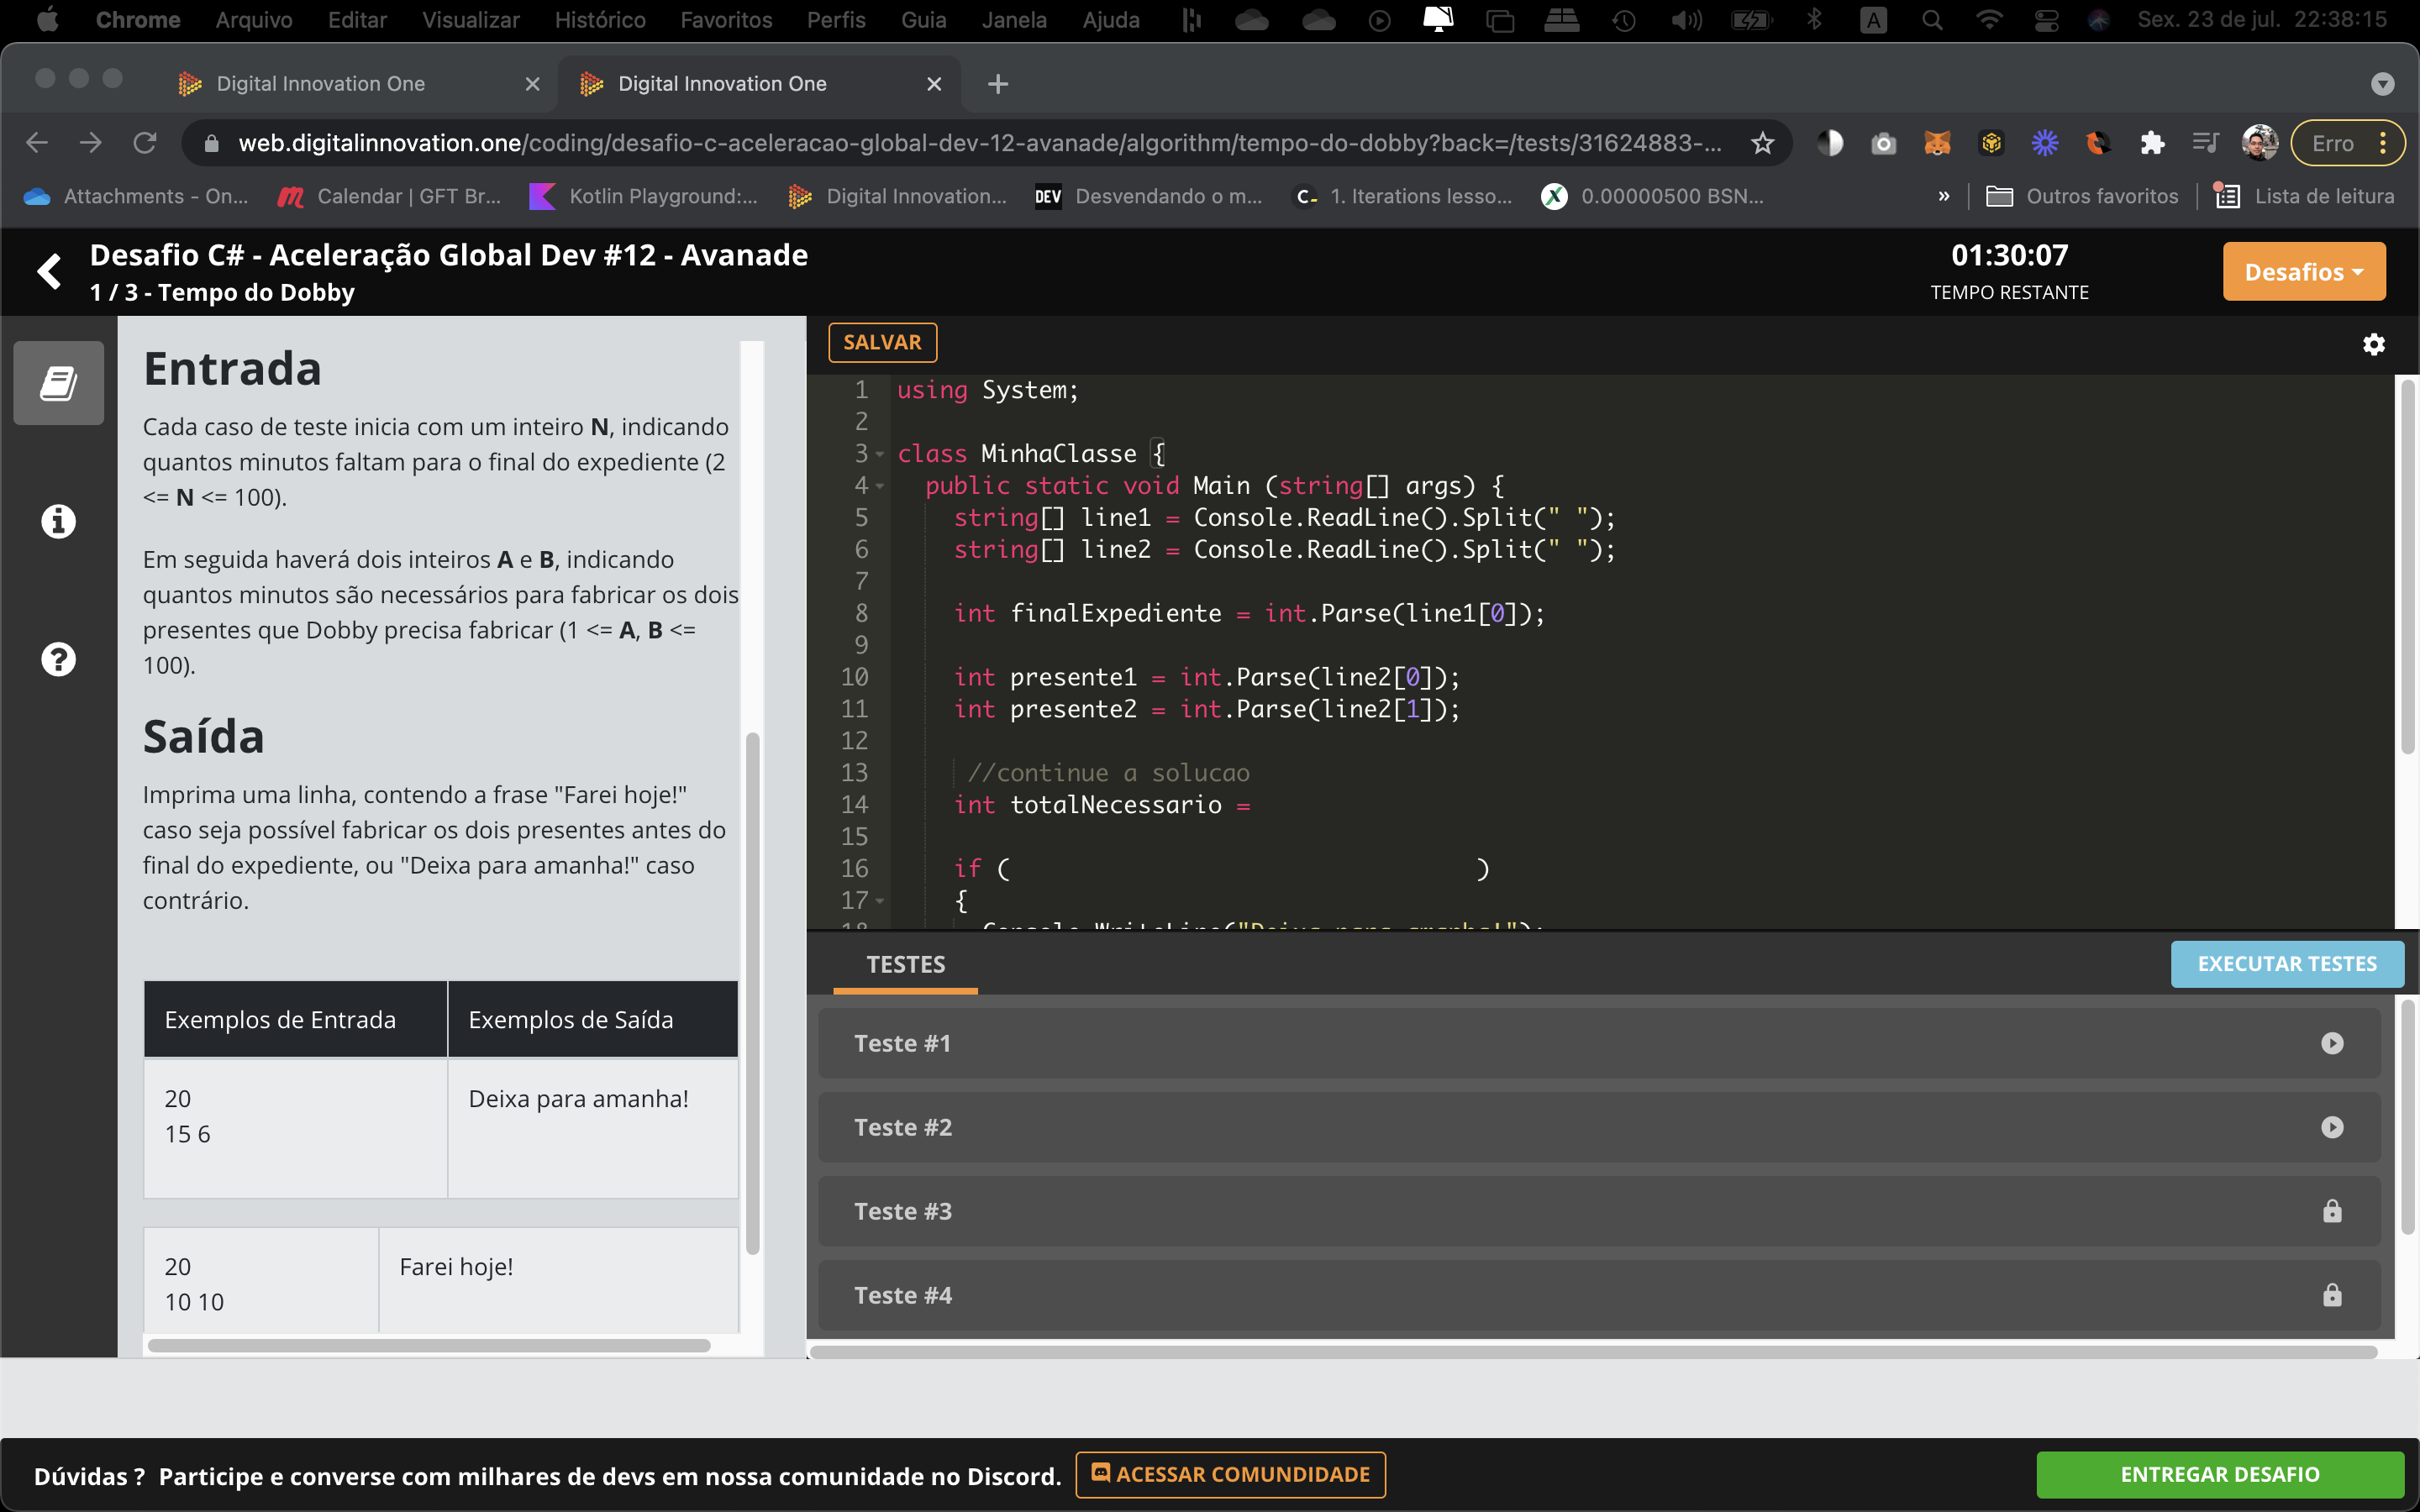 Chrome Arquivo Editar Visualizar Histórico Favoritos Perfis Guia Janela Ajuda A Sex. 23 de jul. 22:38:15
Digital Innovation One
Digital Innovation One
web.digitalinnovation.one/coding/desafio-c-aceleracao-global-dev-12-avanade/algorithm/tempo-do-dobby?back=/tests/31624883-...
Erro
Attachments - On...
Calendar | GFT Br...
Kotlin Playground:...
Digital Innovation...
DEV Desvendando o m...
C 1. Iterations lesso...
X 0.00000500 BSN...
»
Outros favoritos
Lista de leitura
Desafio C# - Aceleração Global Dev #12 - Avanade
1 / 3 - Tempo do Dobby
01:30:07
TEMPO RESTANTE
Desafios
Entrada
Cada caso de teste inicia com um inteiro N, indicando
quantos minutos faltam para o final do expediente (2
<= N <= 100).
Em seguida haverá dois inteiros A e B, indicando
quantos minutos são necessários para fabricar os dois
presentes que Dobby precisa fabricar (1 <= A, B <=
100).
Saída
Imprima uma linha, contendo a frase "Farei hoje!"
caso seja possível fabricar os dois presentes antes do
final do expediente, ou "Deixa para amanha!" caso
contrário.
Exemplos de Entrada Exemplos de Saída
20 Deixa para amanha!
15 6
20 Farei hoje!
10 10
SALVAR
1 using System;
2
3 class MinhaClasse {
4 public static void Main (string[] args) {
5 string[] line1 = Console.ReadLine().Split(" ");
6 string[] line2 = Console.ReadLine().Split(" ");
7
8 int finalExpediente = int.Parse(line1[0]);
9
10 int presente1 = int.Parse(line2[0]);
11 int presente2 = int.Parse(line2[1]);
12
13 //continue a solucao
14 int totalNecessario =
15
16 if ( )
17 {
18 Console.WriteLine("Deixa para amanha!");
TESTES
EXECUTAR TESTES
Teste #1
Teste #2
Teste #3
Teste #4
Dúvidas ? Participe e converse com milhares de devs em nossa comunidade no Discord.
ACESSAR COMUNDIDADE
ENTREGAR DESAFIO